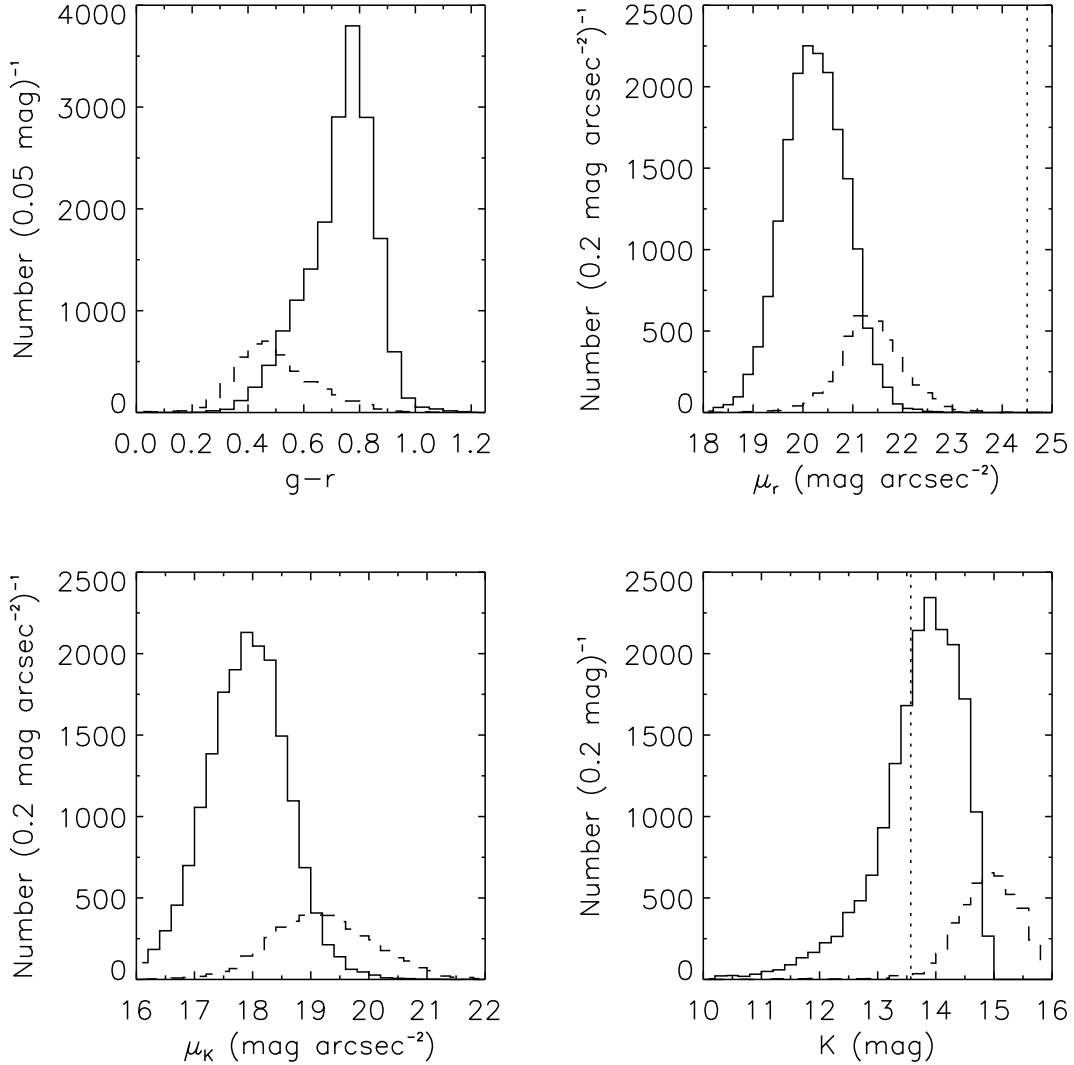 Number (0.05 mag)⁻¹
4000
3000
2000
1000
0
0.0 0.2 0.4 0.6 0.8 1.0 1.2
g−r
Number (0.2 mag arcsec⁻²)⁻¹
2500
2000
1500
1000
500
0
18 19 20 21 22 23 24 25
μr (mag arcsec⁻²)
Number (0.2 mag arcsec⁻²)⁻¹
2500
2000
1500
1000
500
0
16 17 18 19 20 21 22
μK (mag arcsec⁻²)
Number (0.2 mag)⁻¹
2500
2000
1500
1000
500
0
10 11 12 13 14 15 16
K (mag)